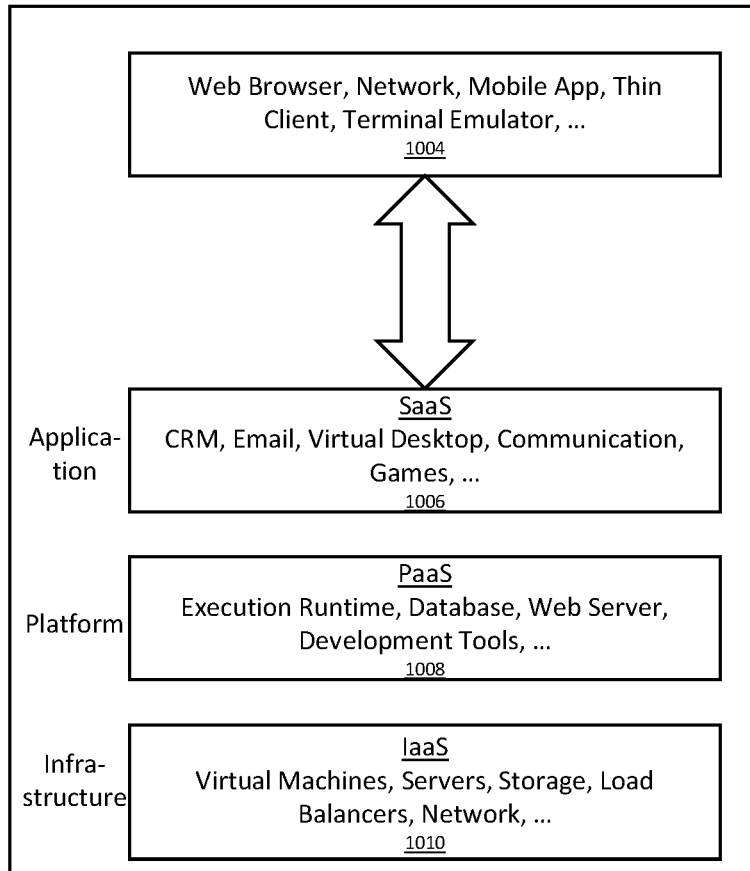 Web Browser, Network, Mobile App, Thin
Client, Terminal Emulator, ...
1004
SaaS
Applica-
tion
CRM, Email, Virtual Desktop, Communication,
Games, ...
1006
PaaS
Platform
Execution Runtime, Database, Web Server,
Development Tools, ...
1008
IaaS
Infra-
structure
Virtual Machines, Servers, Storage, Load
Balancers, Network, ...
1010